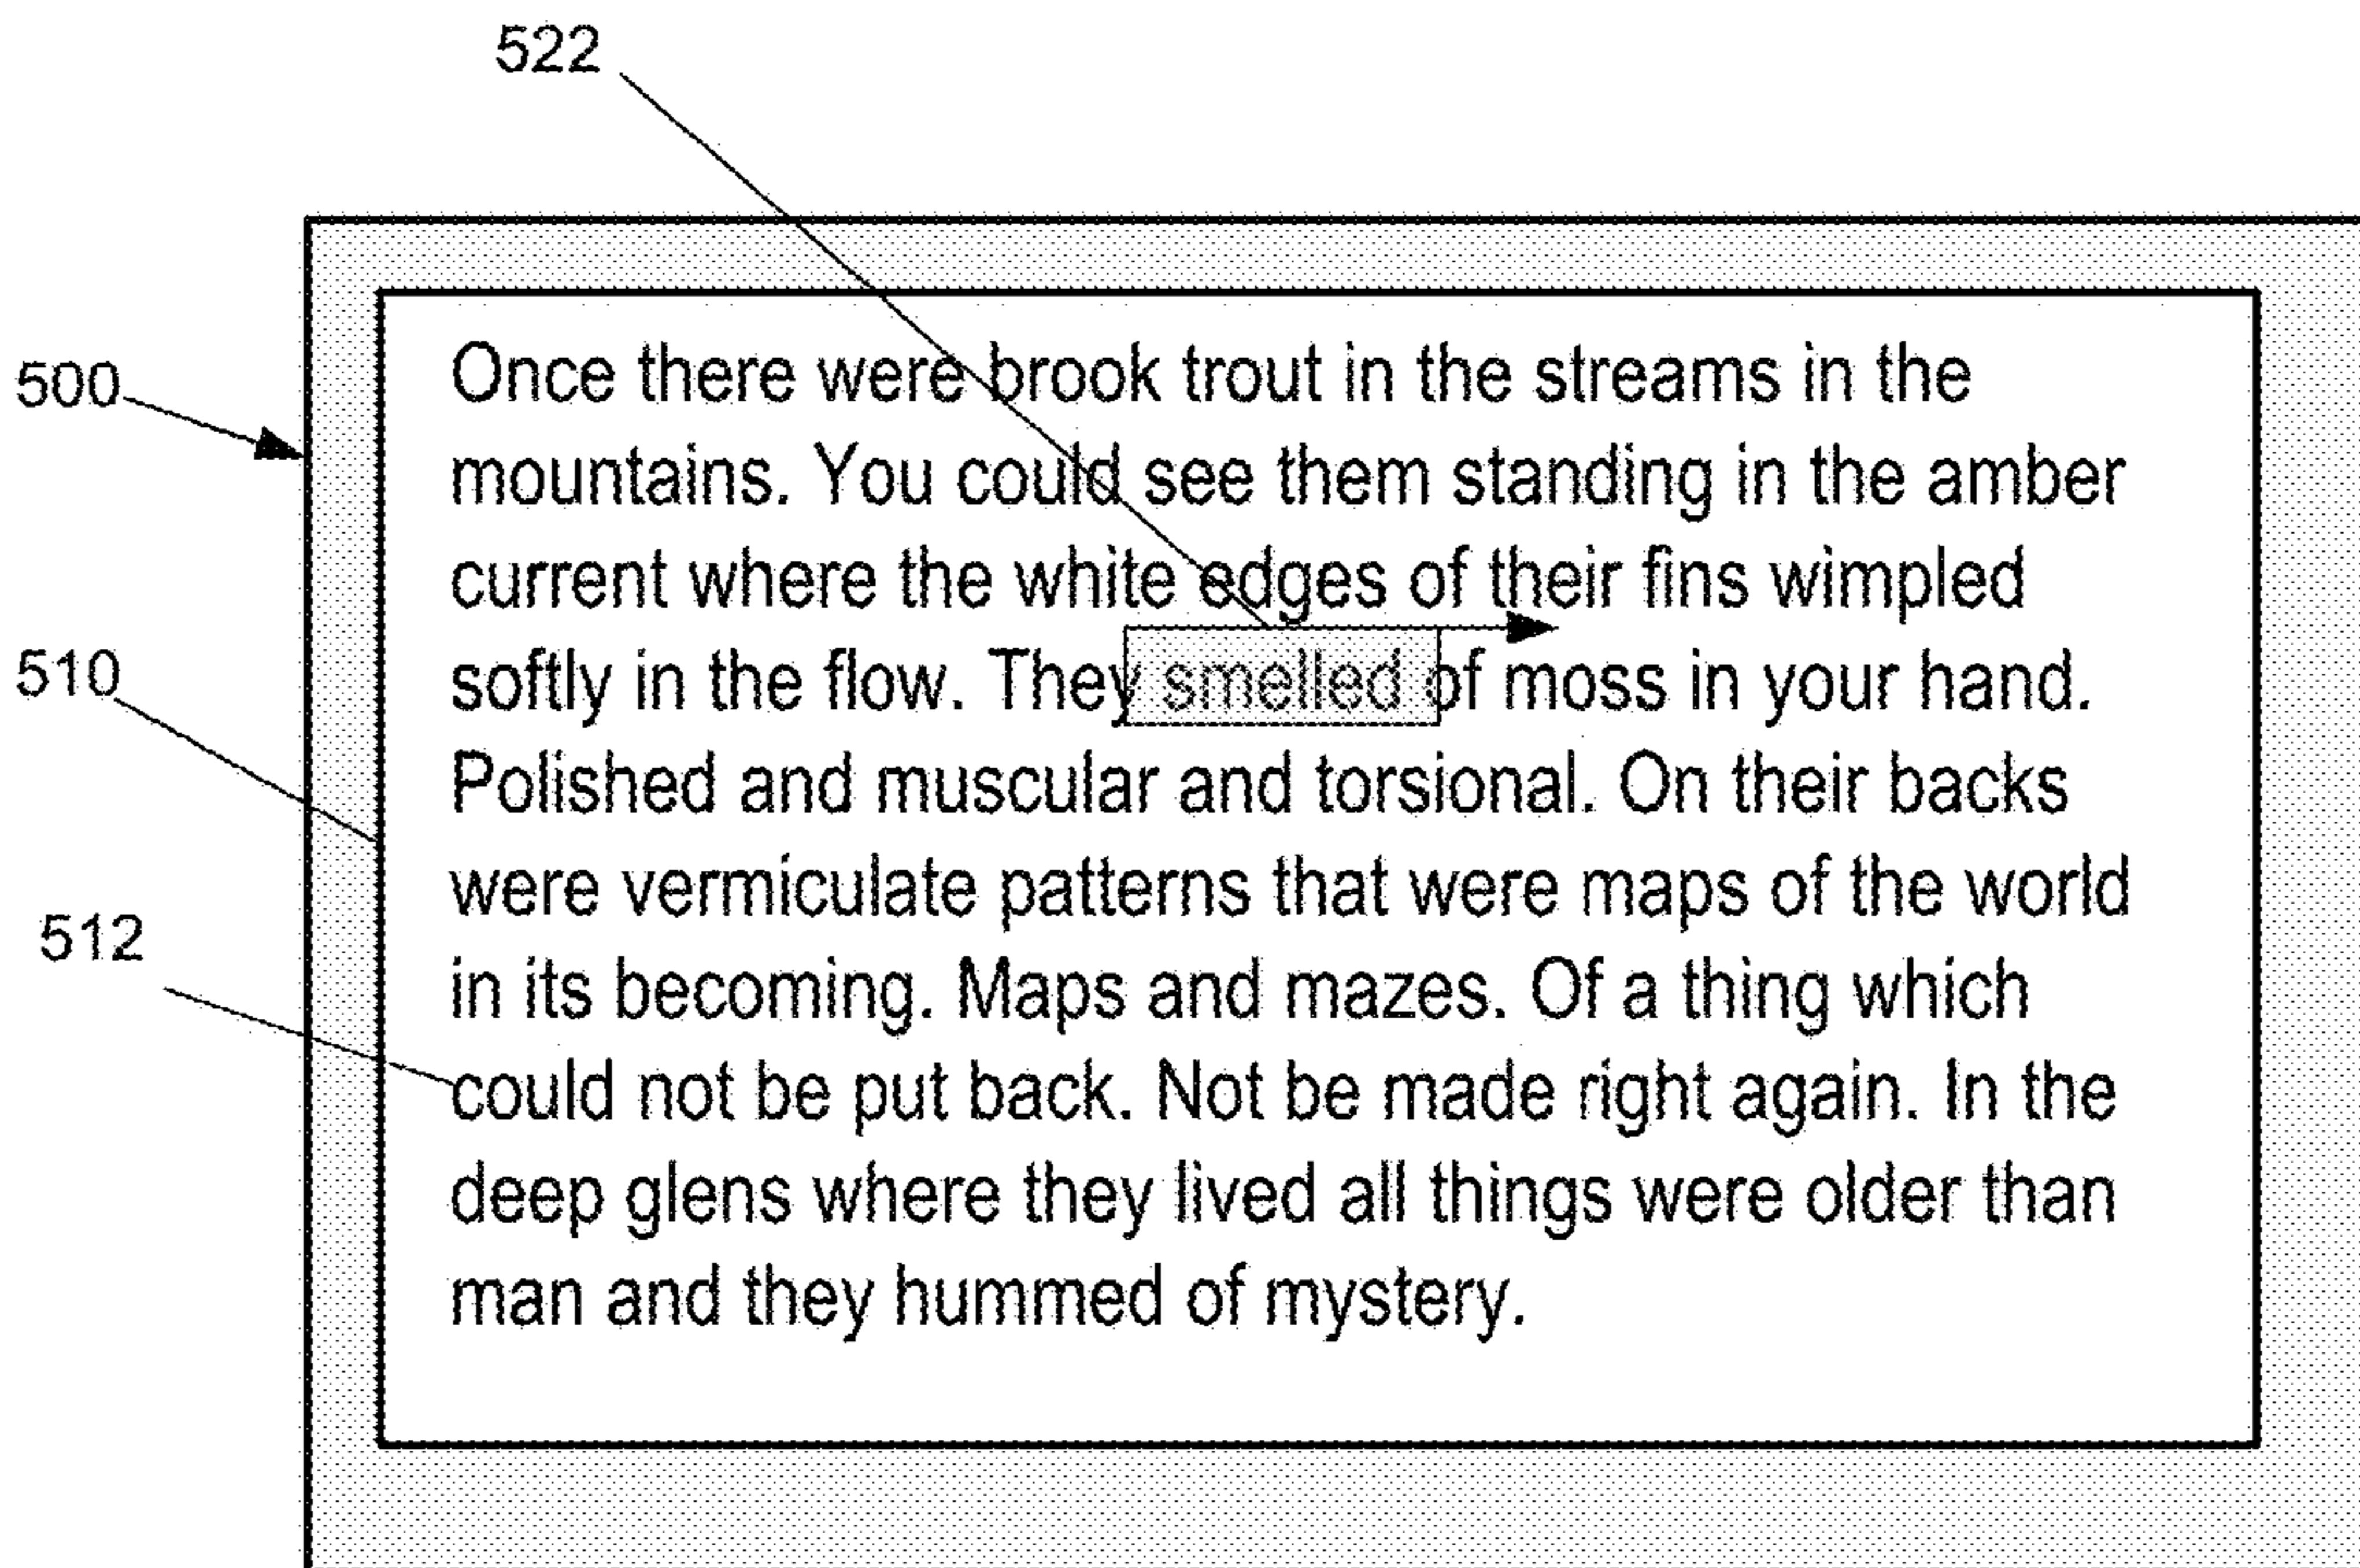 522
500
510
512
Once there were brook trout in the streams in the
mountains. You could see them standing in the amber
current where the white edges of their fins wimpled
softly in the flow. They smelled of moss in your hand.
Polished and muscular and torsional. On their backs
were vermiculate patterns that were maps of the world
in its becoming. Maps and mazes. Of a thing which
could not be put back. Not be made right again. In the
deep glens where they lived all things were older than
man and they hummed of mystery.